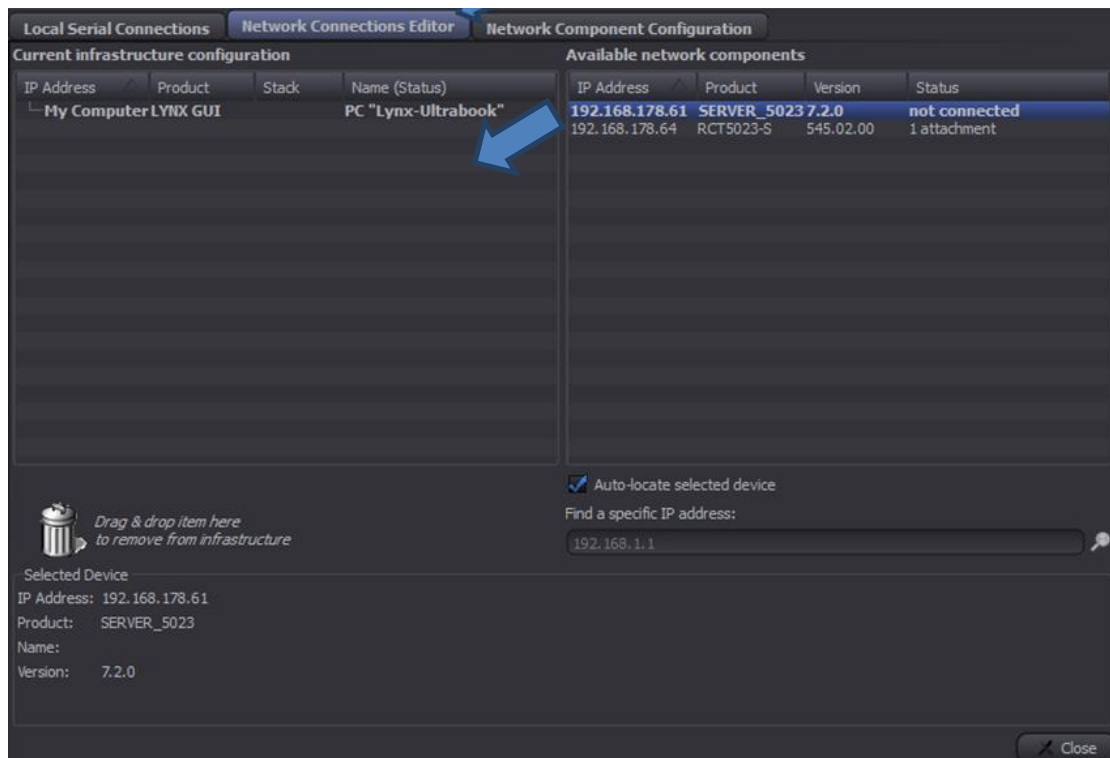 Local Serial Connections Network Connections Editor Network Component Configuration
Current infrastructure configuration
IP Address Product Stack Name (Status)
My Computer LYNX GUI PC "Lynx-Ultrabook"
Available network components
IP Address Product Version Status
192.168.178.61 SERVER_5023 7.2.0 not connected
192.168.178.64 RCT5023-S 545.02.00 1 attachment
Auto-locate selected device
Find a specific IP address:
192.168.1.1
Drag & drop item here
to remove from infrastructure
Selected Device
IP Address: 192.168.178.61
Product: SERVER_5023
Name:
Version: 7.2.0
Close